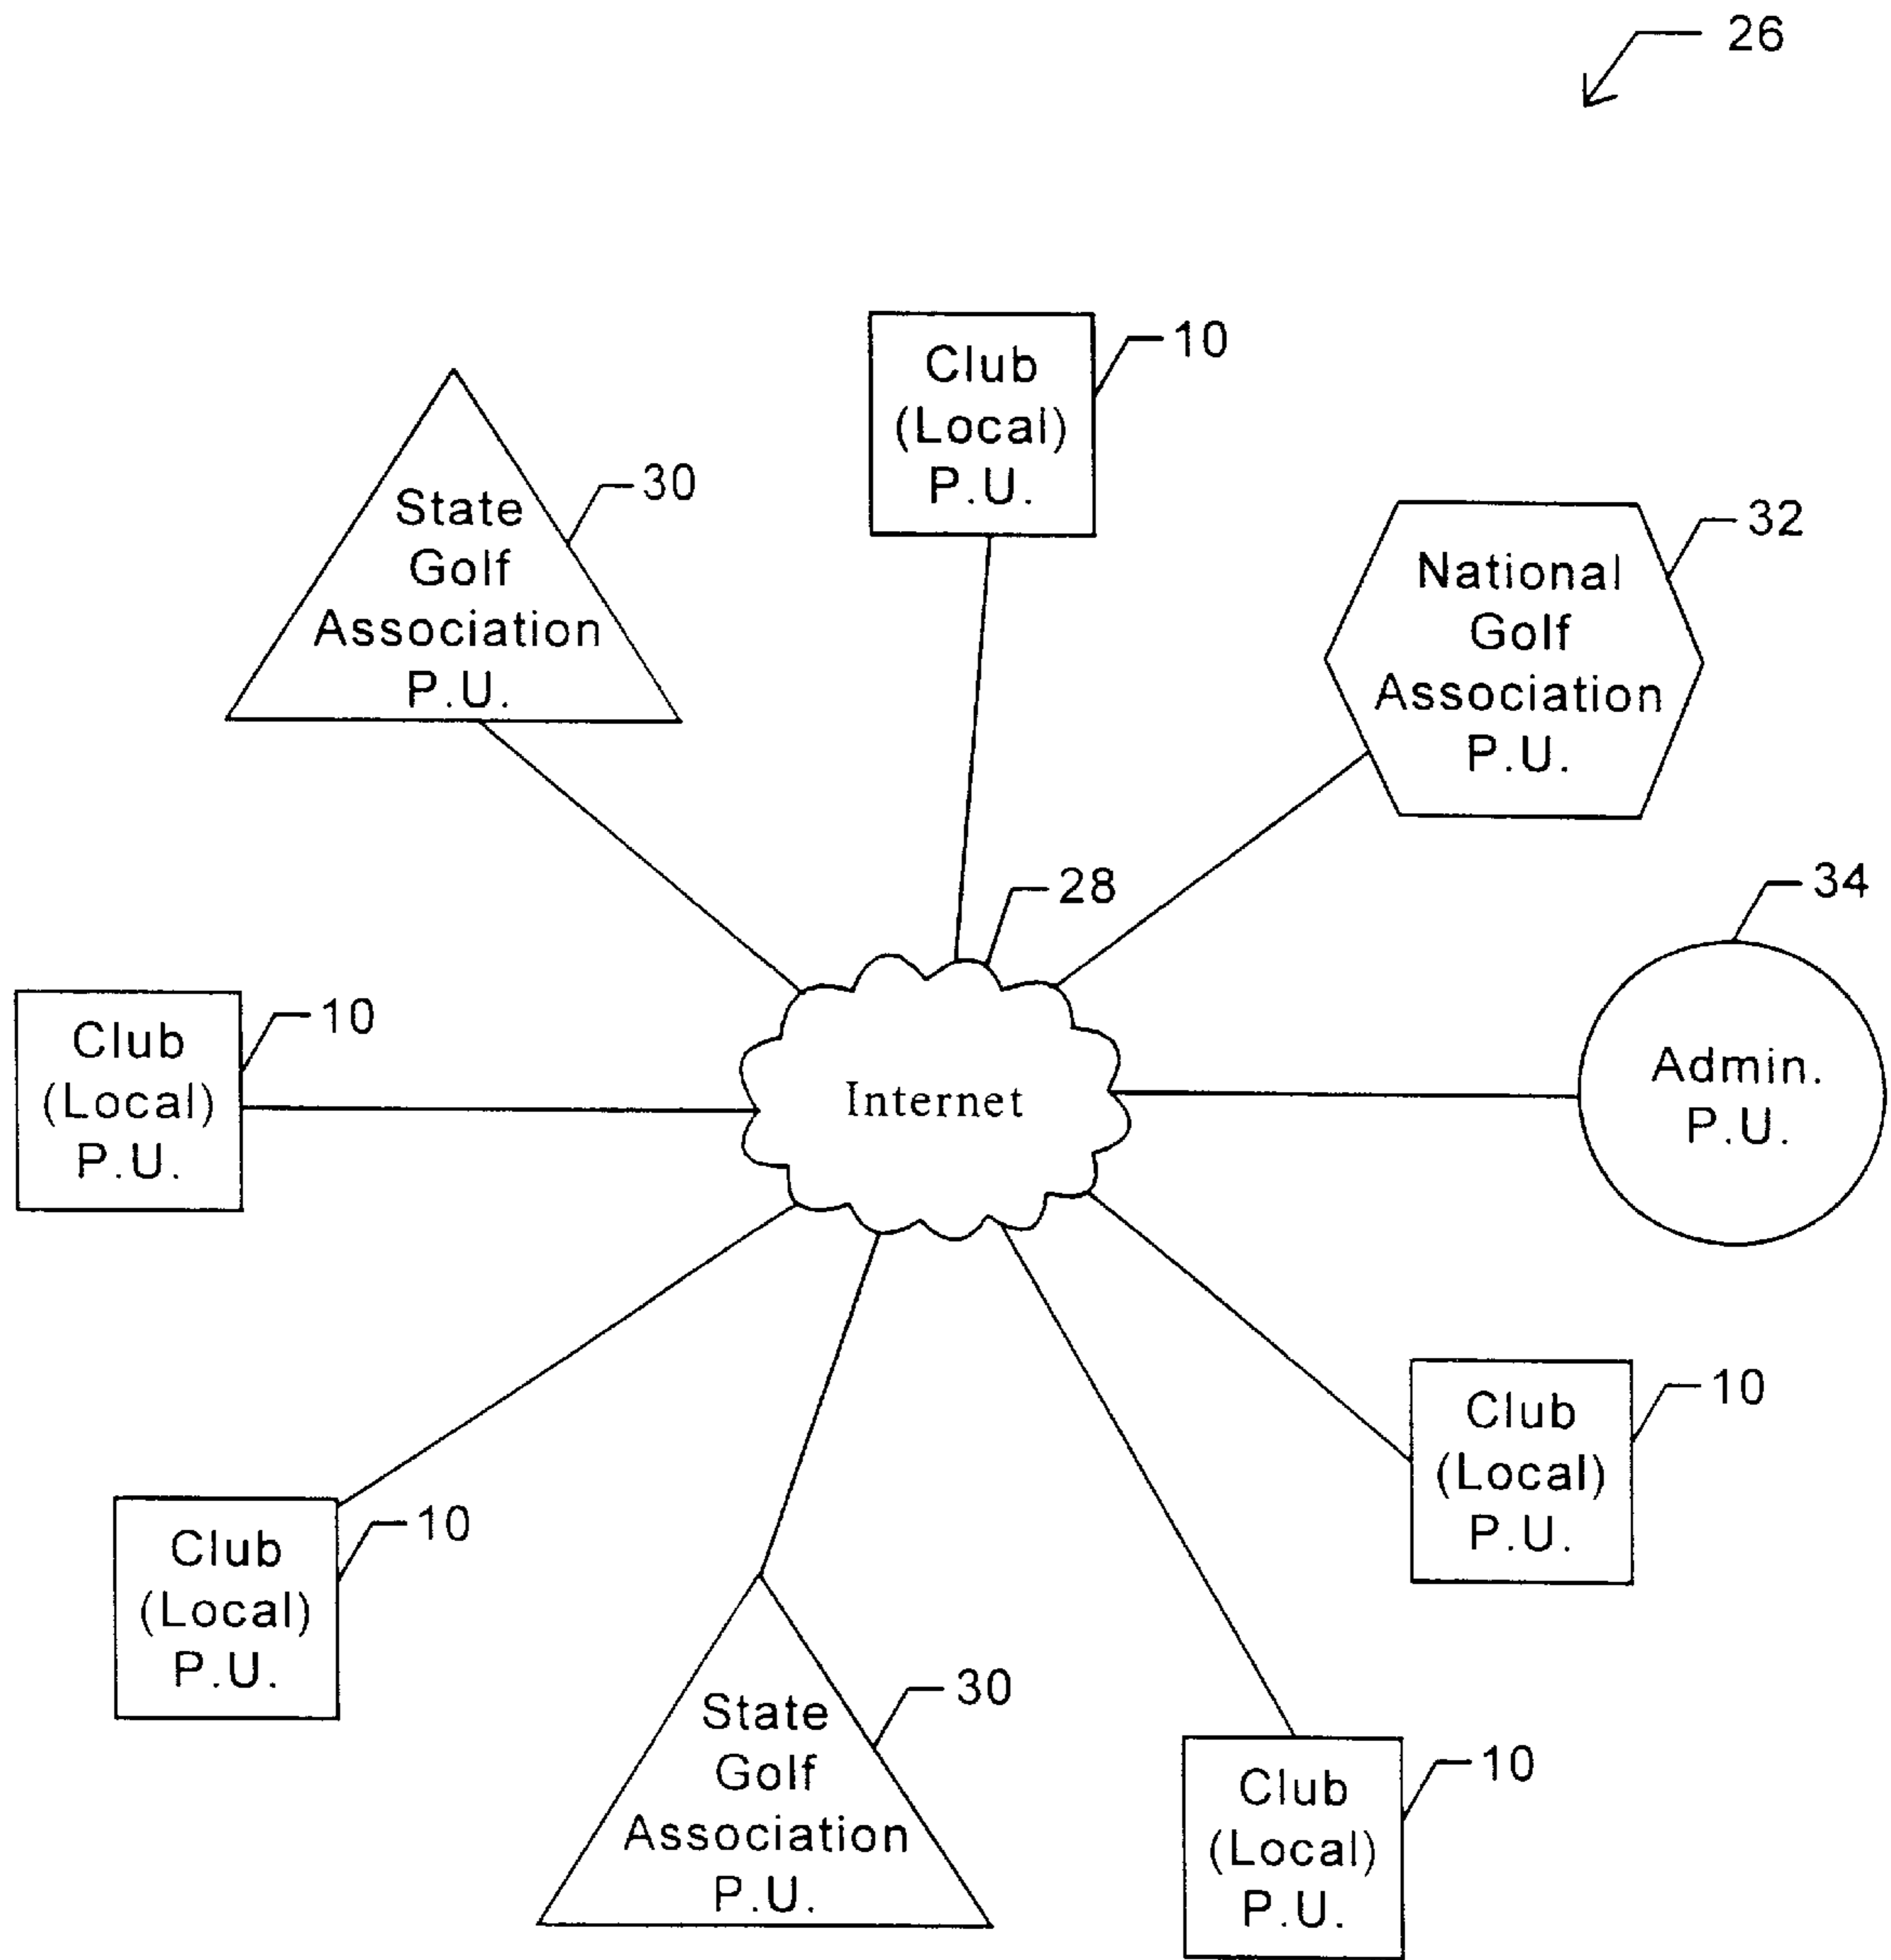 26
Club
(Local)
P.U.
10
State
Golf
Association
P.U.
30
National
Golf
Association
P.U.
32
28
34
Admin.
P.U.
Club
(Local)
P.U.
10
Internet
Club
(Local)
P.U.
10
Club
(Local)
P.U.
10
State
Golf
Association
P.U.
30
Club
(Local)
P.U.
10